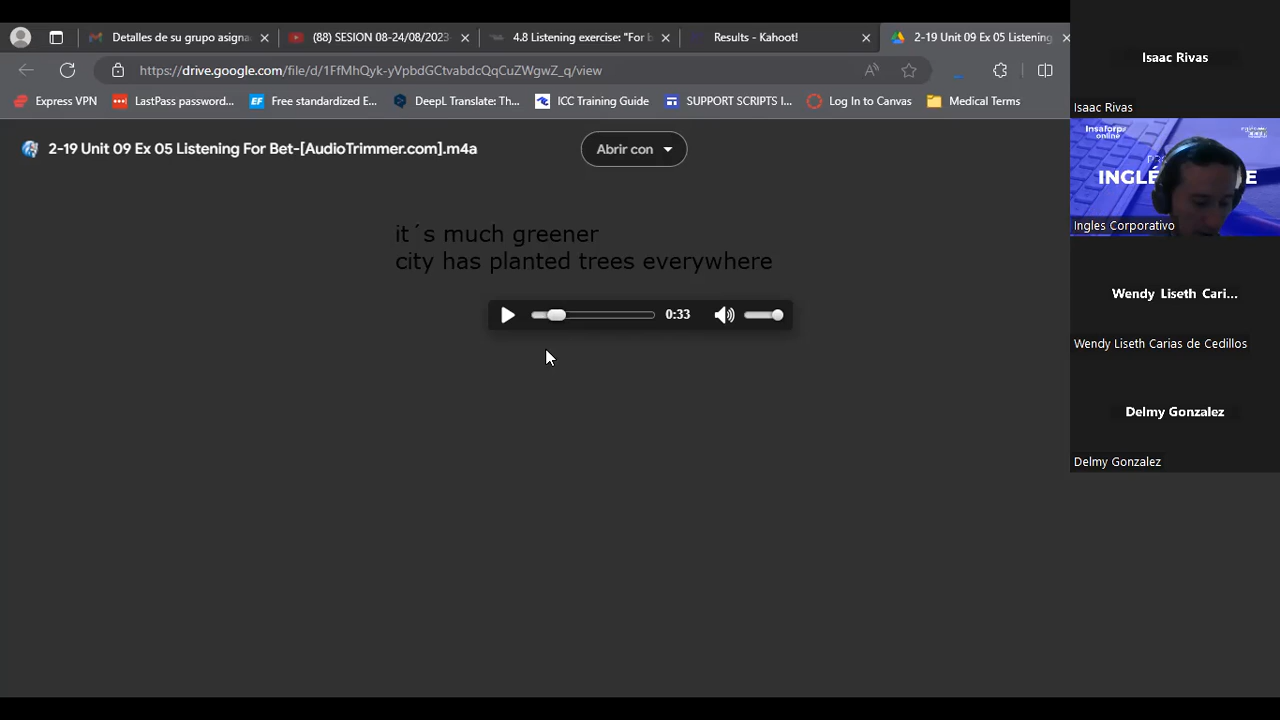 Detalles de su grupo asigna
(88) SESION 08-24/08/2023-
4.8 Listening exercise: "For b
Results - Kahoot!
2-19 Unit 09 Ex 05 Listening
https://drive.google.com/file/d/1FfMhQyk-yVpbdGCtvabdcQqCuZWgwZ_q/view
Express VPN
LastPass password...
EF Free standardized E...
DeepL Translate: Th...
ICC Training Guide
SUPPORT SCRIPTS I...
Log In to Canvas
Medical Terms
2-19 Unit 09 Ex 05 Listening For Bet-[AudioTrimmer.com].m4a
Abrir con
it´s much greener
city has planted trees everywhere
0:33
Isaac Rivas
Isaac Rivas
Insaforp
online
INGLÉ E
Ingles Corporativo
Wendy Liseth Cari...
Wendy Liseth Carias de Cedillos
Delmy Gonzalez
Delmy Gonzalez